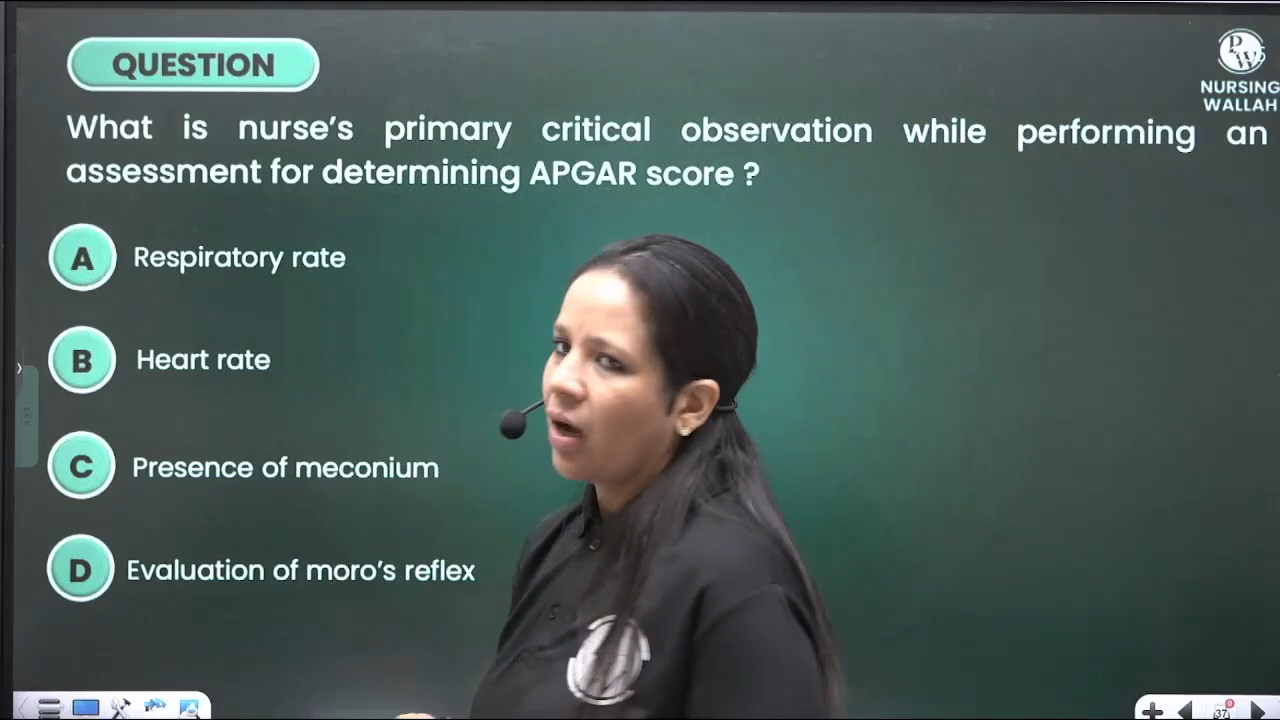 QUESTION
NURSING
WALLAH
What is nurse's primary critical observation while performing an
assessment for determining APGAR score ?
A Respiratory rate
B Heart rate
C Presence of meconium
D Evaluation of moro's reflex